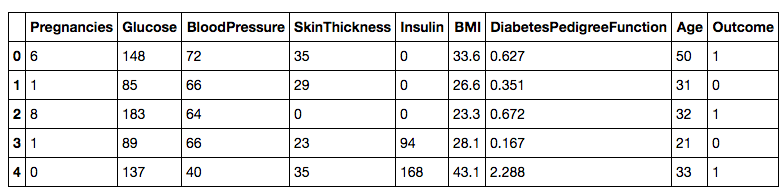 Pregnancies Glucose BloodPressure SkinThickness Insulin BMI DiabetesPedigreeFunction Age Outcome
0 6 148 72 35 0 33.6 0.627 50 1
1 1 85 66 29 0 26.6 0.351 31 0
2 8 183 64 0 0 23.3 0.672 32 1
3 1 89 66 23 94 28.1 0.167 21 0
4 0 137 40 35 168 43.1 2.288 33 1